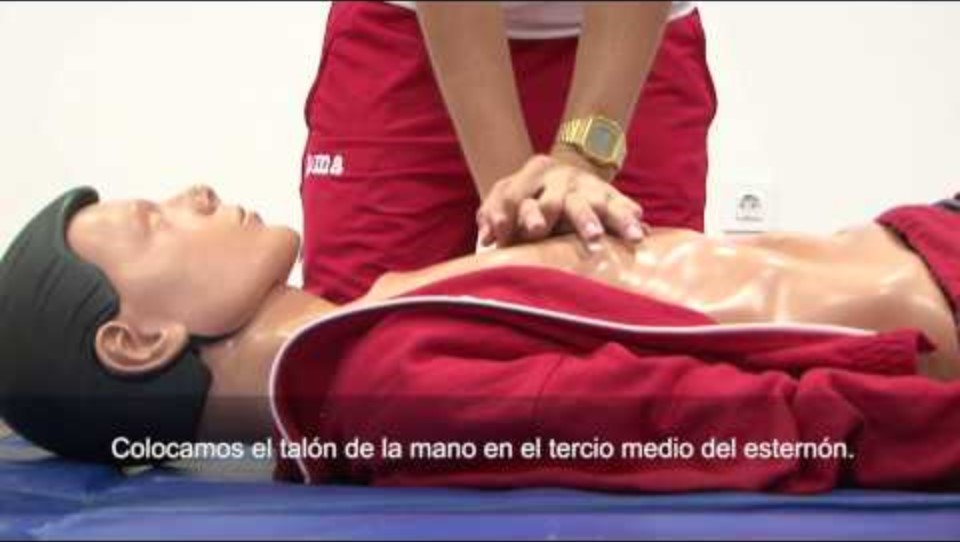 Colocamos el talón de la mano en el tercio medio del esternón.